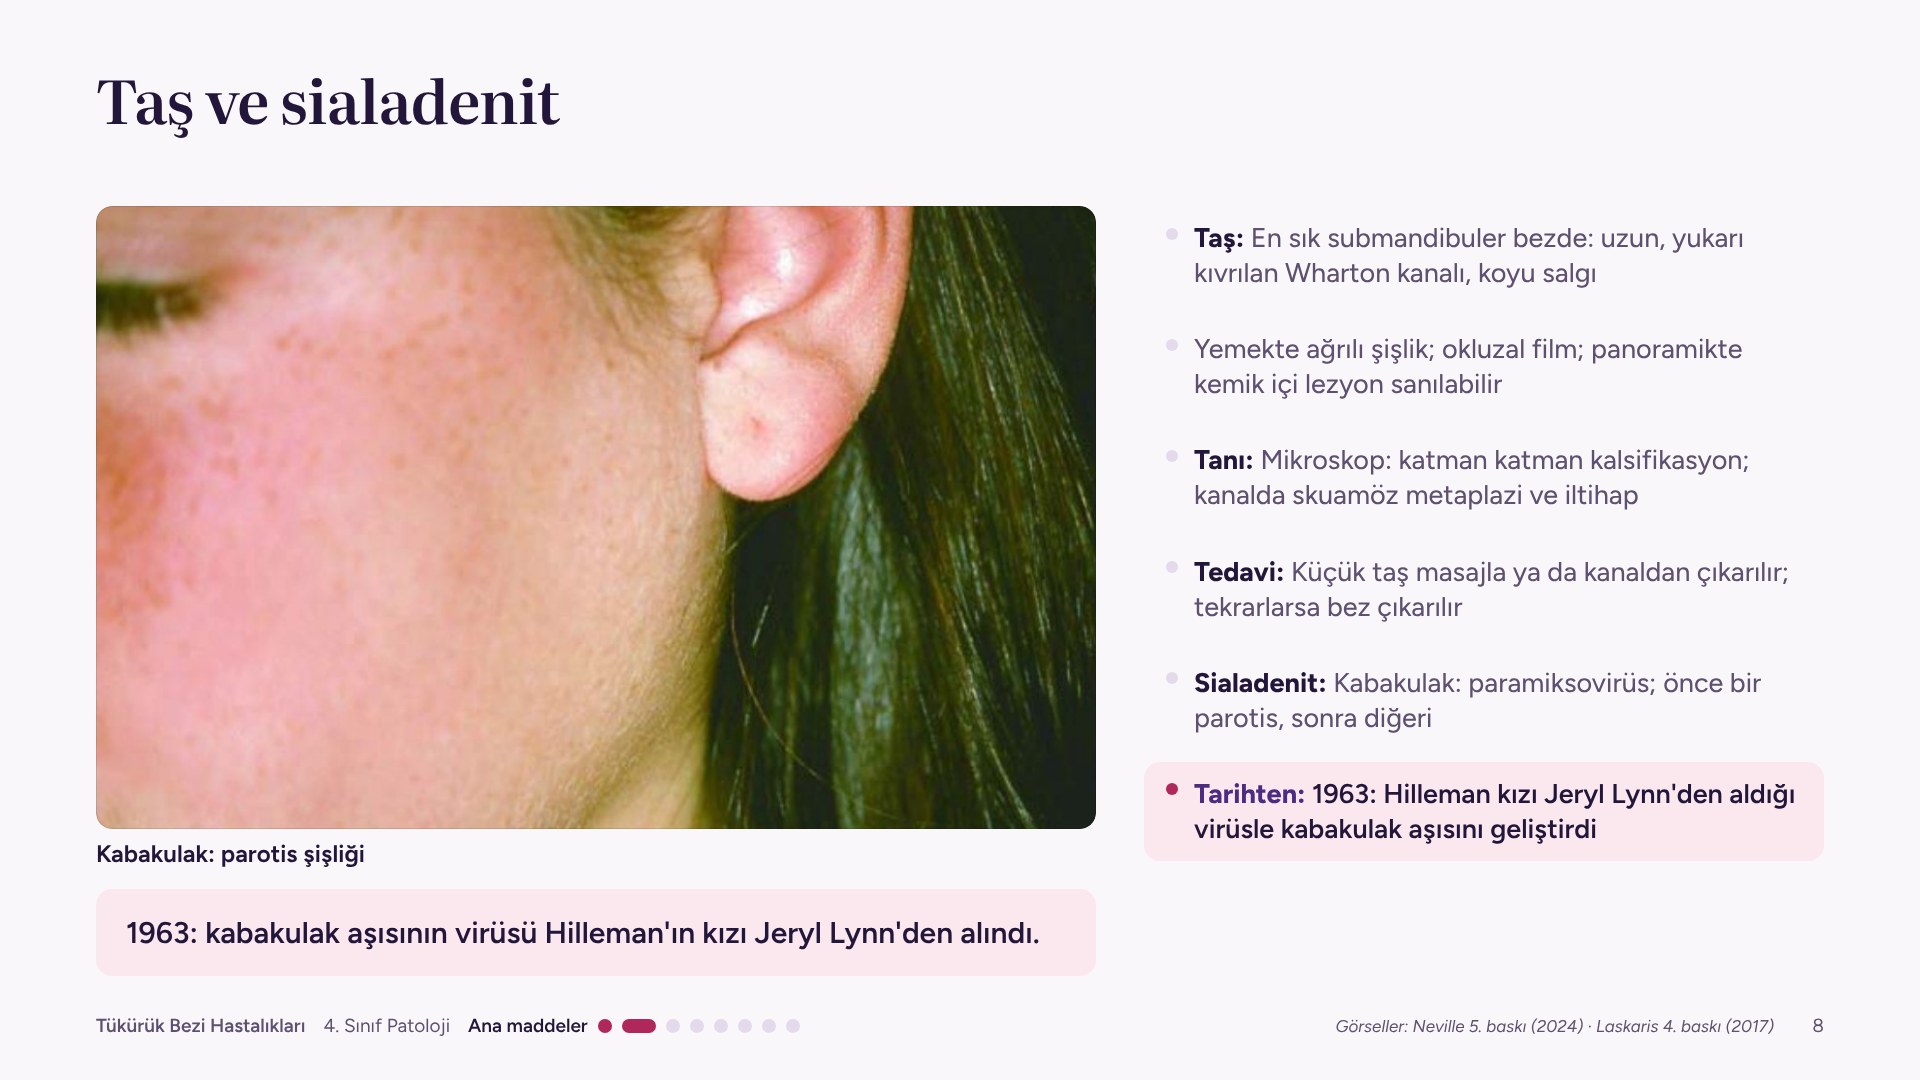 Taş ve sialadenit
Kabakulak: parotis şişliği
1963: kabakulak aşısının virüsü Hilleman'ın kızı Jeryl Lynn'den alındı.
Taş: En sık submandibuler bezde: uzun, yukarı
kıvrılan Wharton kanalı, koyu salgı
Yemekte ağrılı şişlik; okluzal film; panoramikte
kemik içi lezyon sanılabilir
Tanı: Mikroskop: katman katman kalsifikasyon;
kanalda skuamöz metaplazi ve iltihap
Tedavi: Küçük taş masajla ya da kanaldan çıkarılır;
tekrarlarsa bez çıkarılır
Sialadenit: Kabakulak: paramiksovirüs; önce bir
parotis, sonra diğeri
Tarihten: 1963: Hilleman kızı Jeryl Lynn'den aldığı
virüsle kabakulak aşısını geliştirdi
Tükürük Bezi Hastalıkları 4. Sınıf Patoloji Ana maddeler
Görseller: Neville 5. baskı (2024) · Laskaris 4. baskı (2017) 8